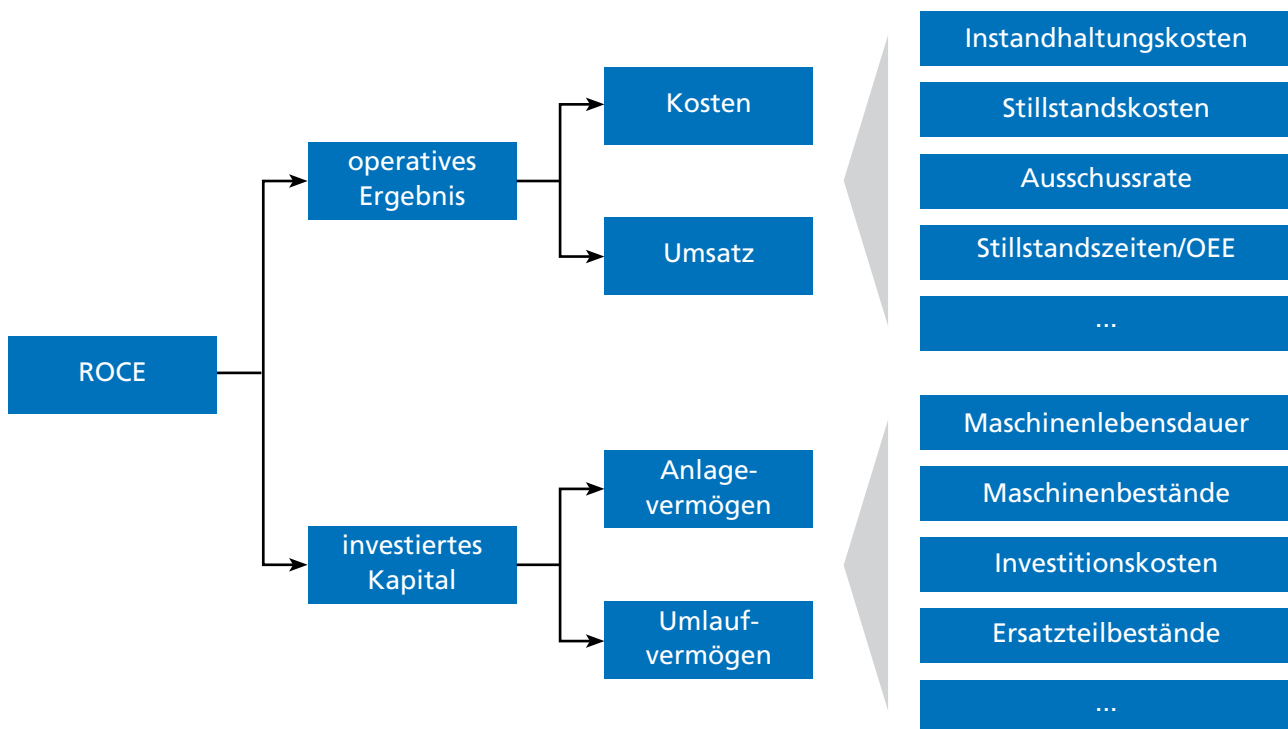 ROCE
operatives
Ergebnis
investiertes
Kapital
Kosten
Umsatz
Anlage-
vermögen
Umlauf-
vermögen
Instandhaltungskosten
Stillstandskosten
Ausschussrate
Stillstandszeiten/OEE
...
Maschinenlebensdauer
Maschinenbestände
Investitionskosten
Ersatzteilbestände
...